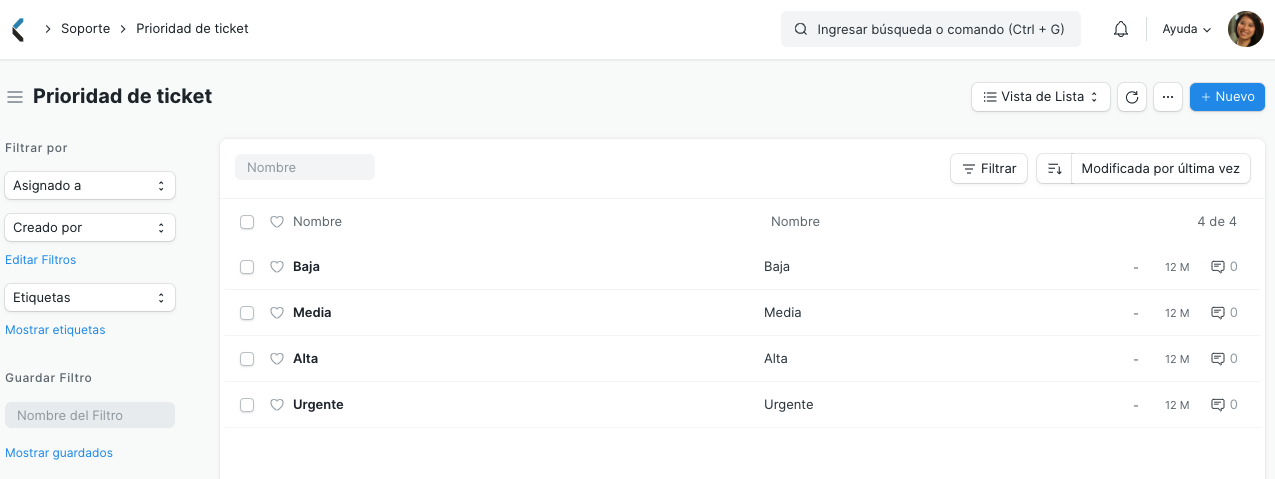 Soporte Prioridad de ticket
Ingresar búsqueda o comando (Ctrl + G)
Ayuda
Prioridad de ticket
Vista de Lista
···
+ Nuevo
Filtrar por
Asignado a
Creado por
Editar Filtros
Etiquetas
Mostrar etiquetas
Guardar Filtro
Nombre del Filtro
Mostrar guardados
Nombre
Filtrar
Modificada por última vez
Nombre Nombre 4 de 4
Baja Baja - 12 M 0
Media Media - 12 M 0
Alta Alta - 12 M 0
Urgente Urgente - 12 M 0